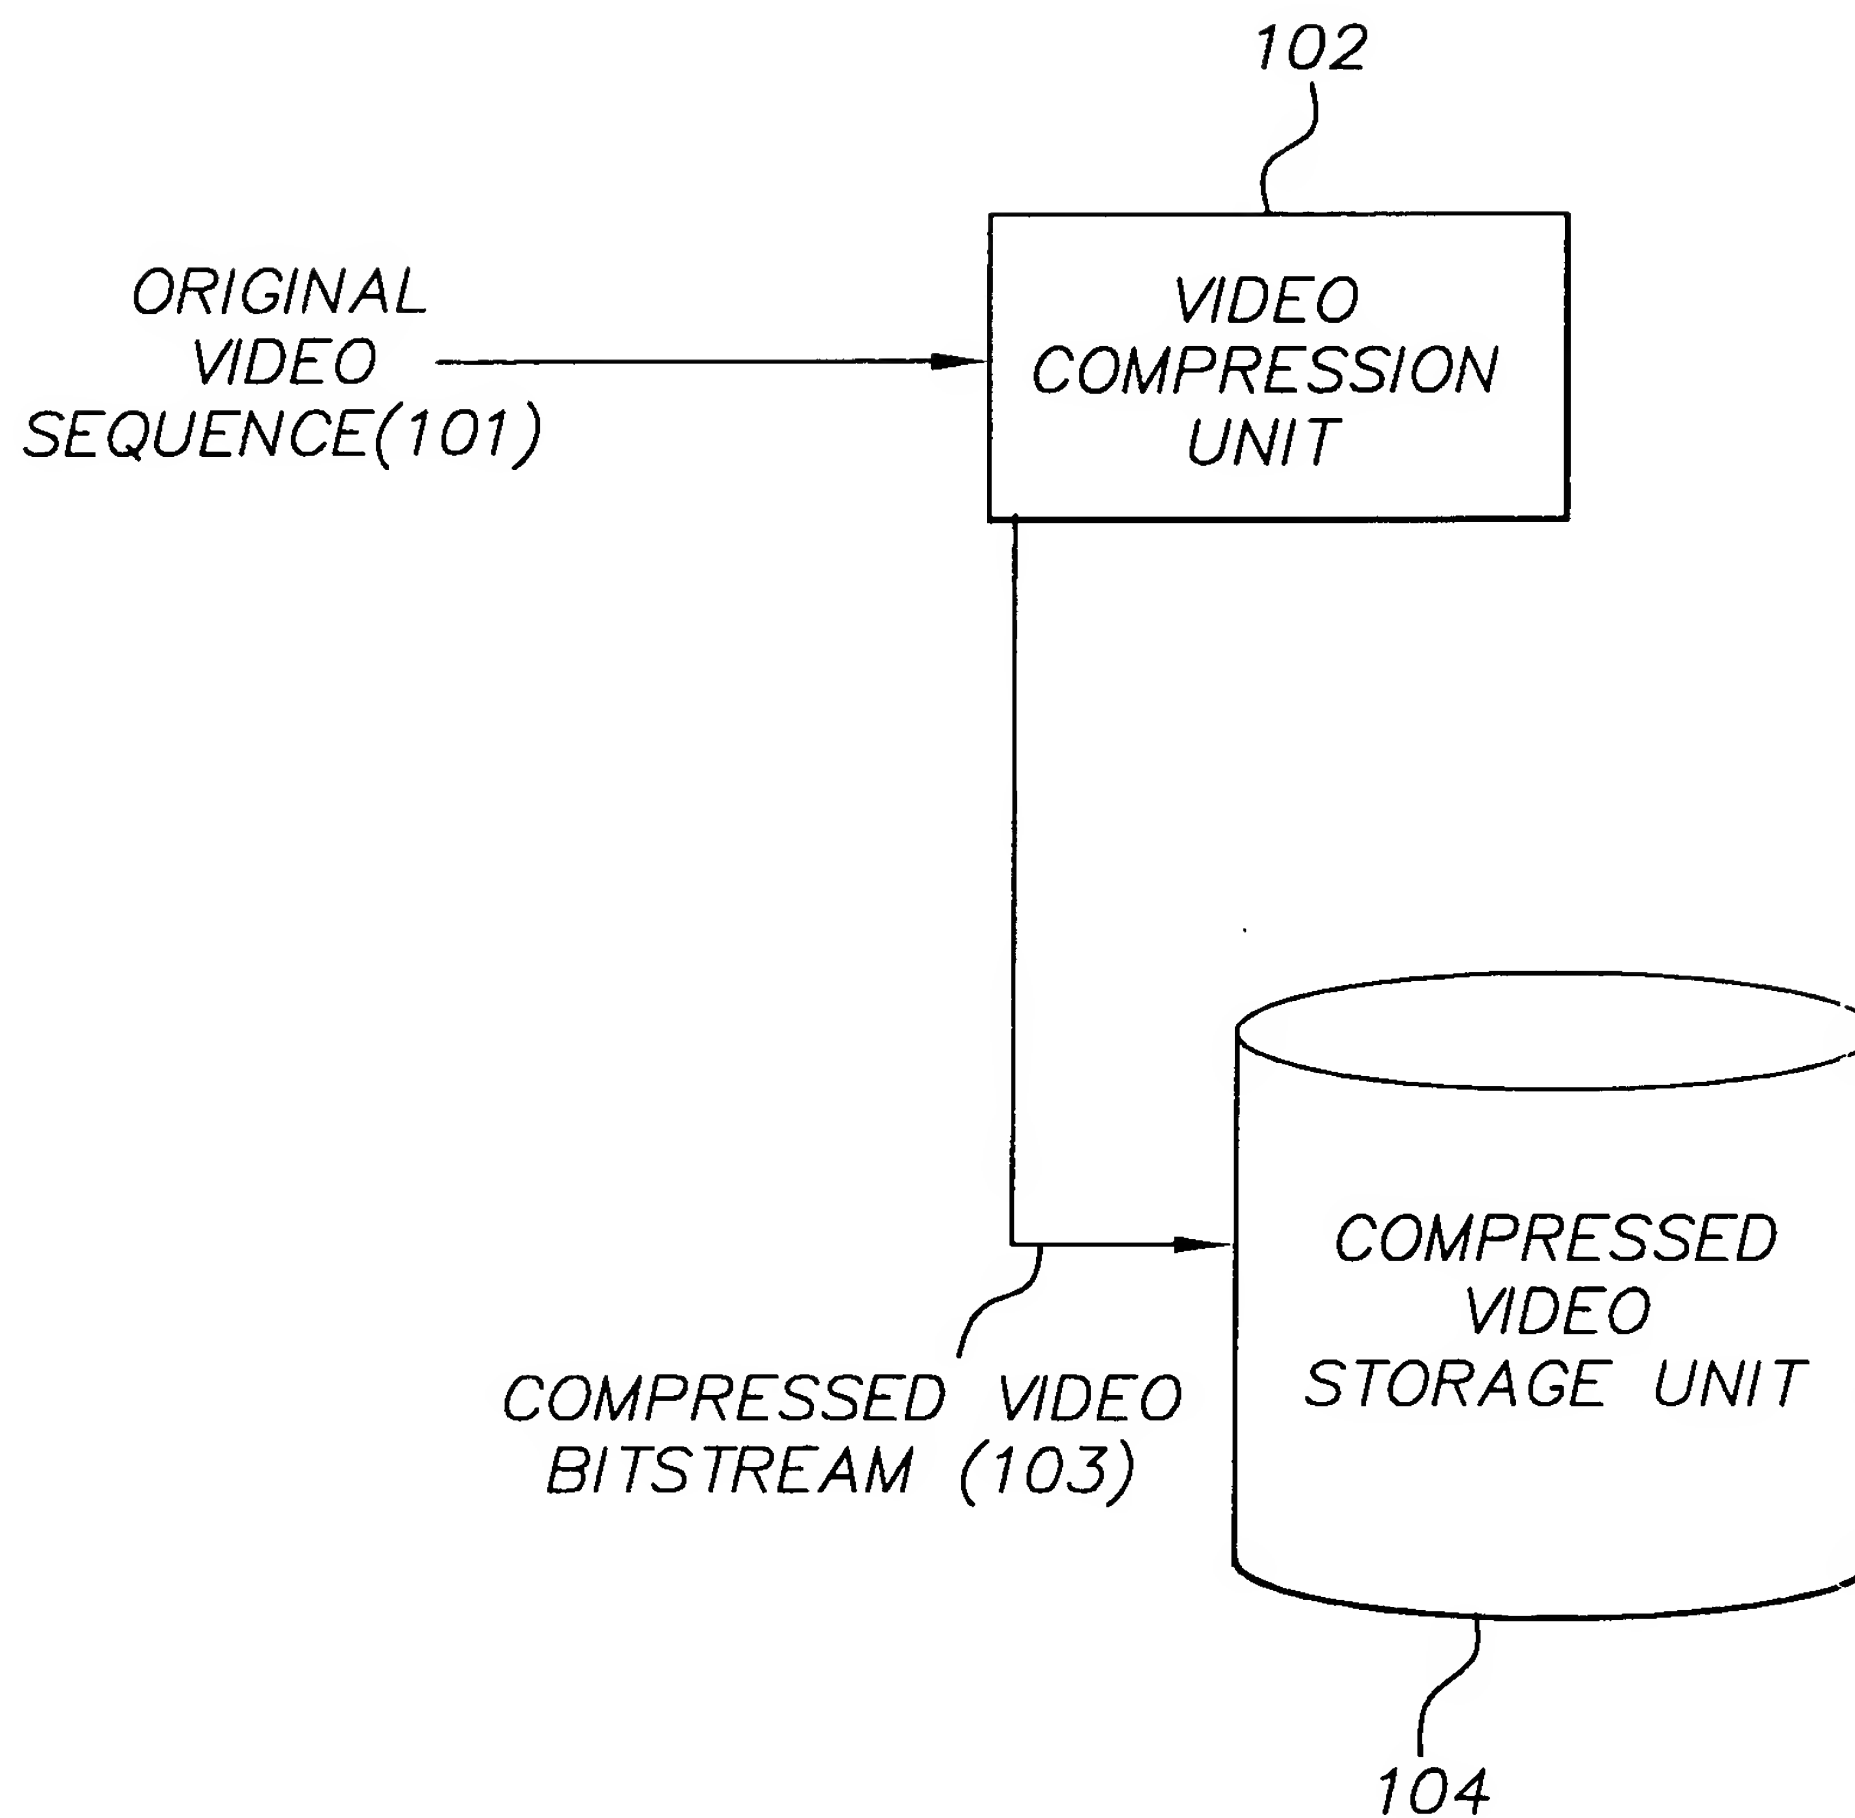 102
ORIGINAL
VIDEO
SEQUENCE(101)
VIDEO
COMPRESSION
UNIT
COMPRESSED
VIDEO
STORAGE UNIT
COMPRESSED VIDEO
BITSTREAM (103)
104